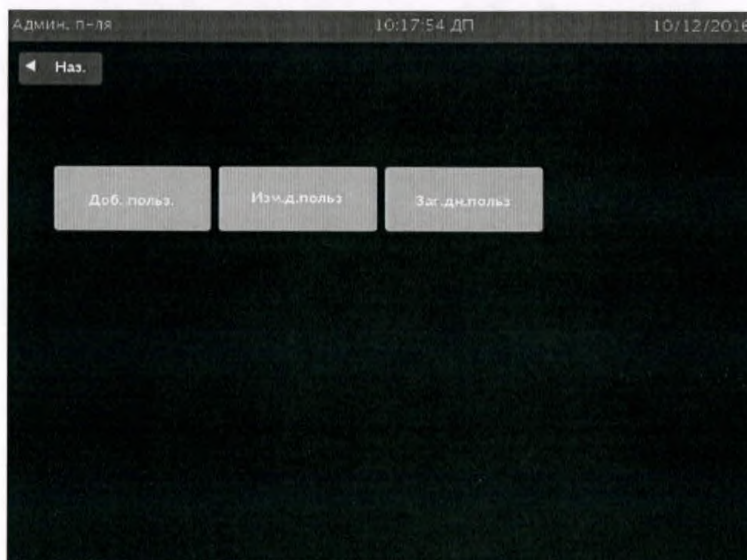 Админ. п-ля 10:17:54 ДП 10/12/2016
Наз.
Доб. польз. Изм.д.польз Заг.дн.польз